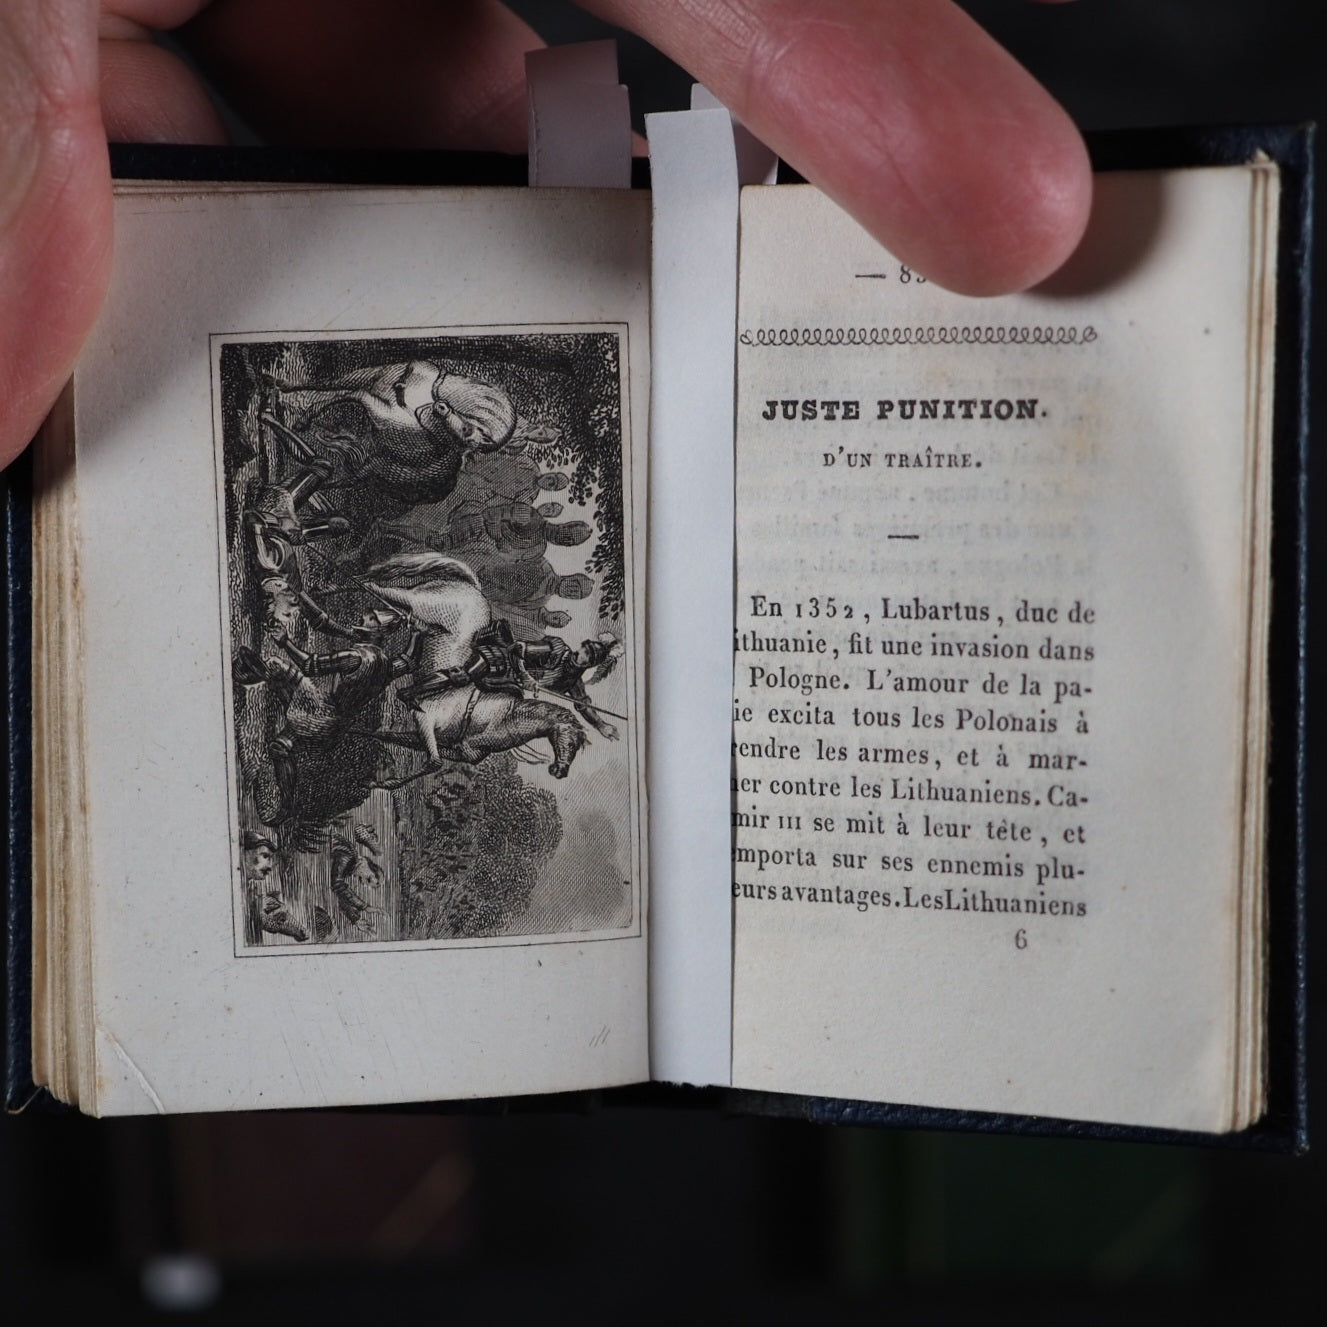 — 8
JUSTE PUNITION.
D'UN TRAÎTRE.
—
En 1352, Lubartus, duc de
ithuanie, fit une invasion dans
Pologne. L'amour de la pa-
ie excita tous les Polonais à
endre les armes, et à mar-
er contre les Lithuaniens. Ca-
mir III se mit à leur tête, et
mporta sur ses ennemis plu-
eurs avantages. Les Lithuaniens
6